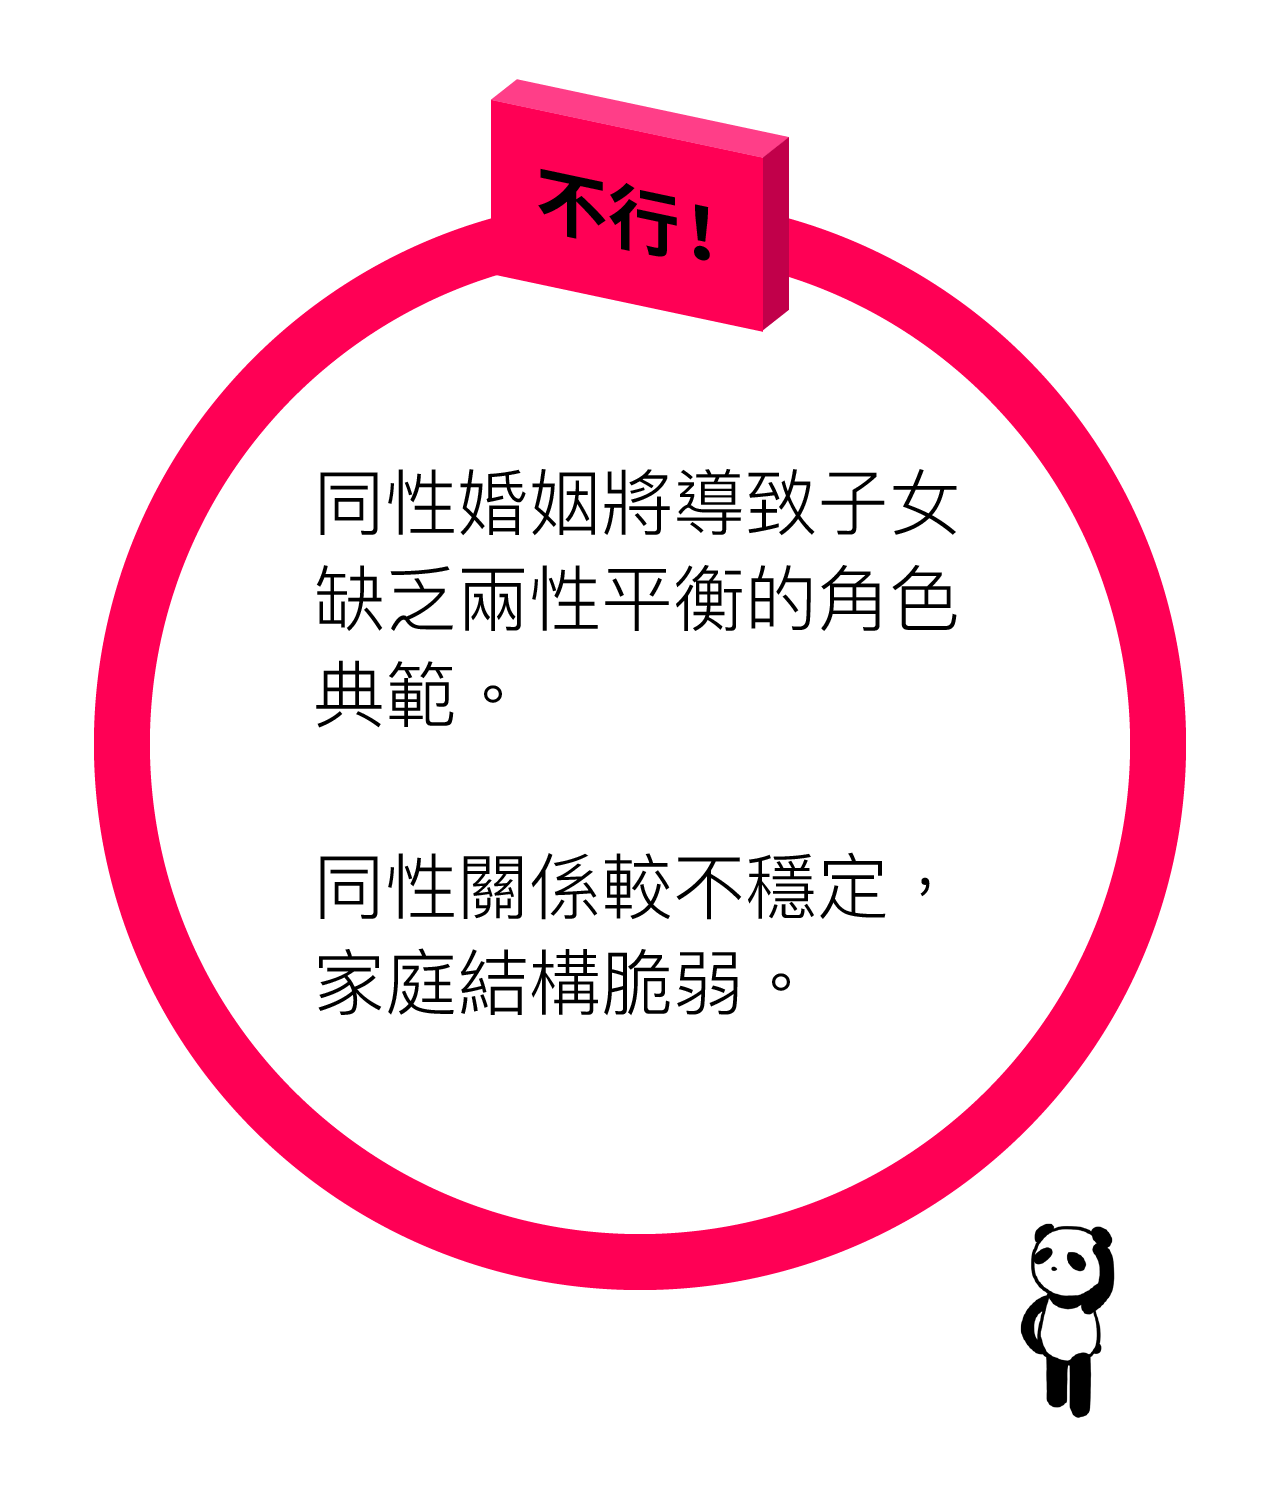 不行！
同性婚姻將導致子女
缺乏兩性平衡的角色
典範。
同性關係較不穩定，
家庭結構脆弱。